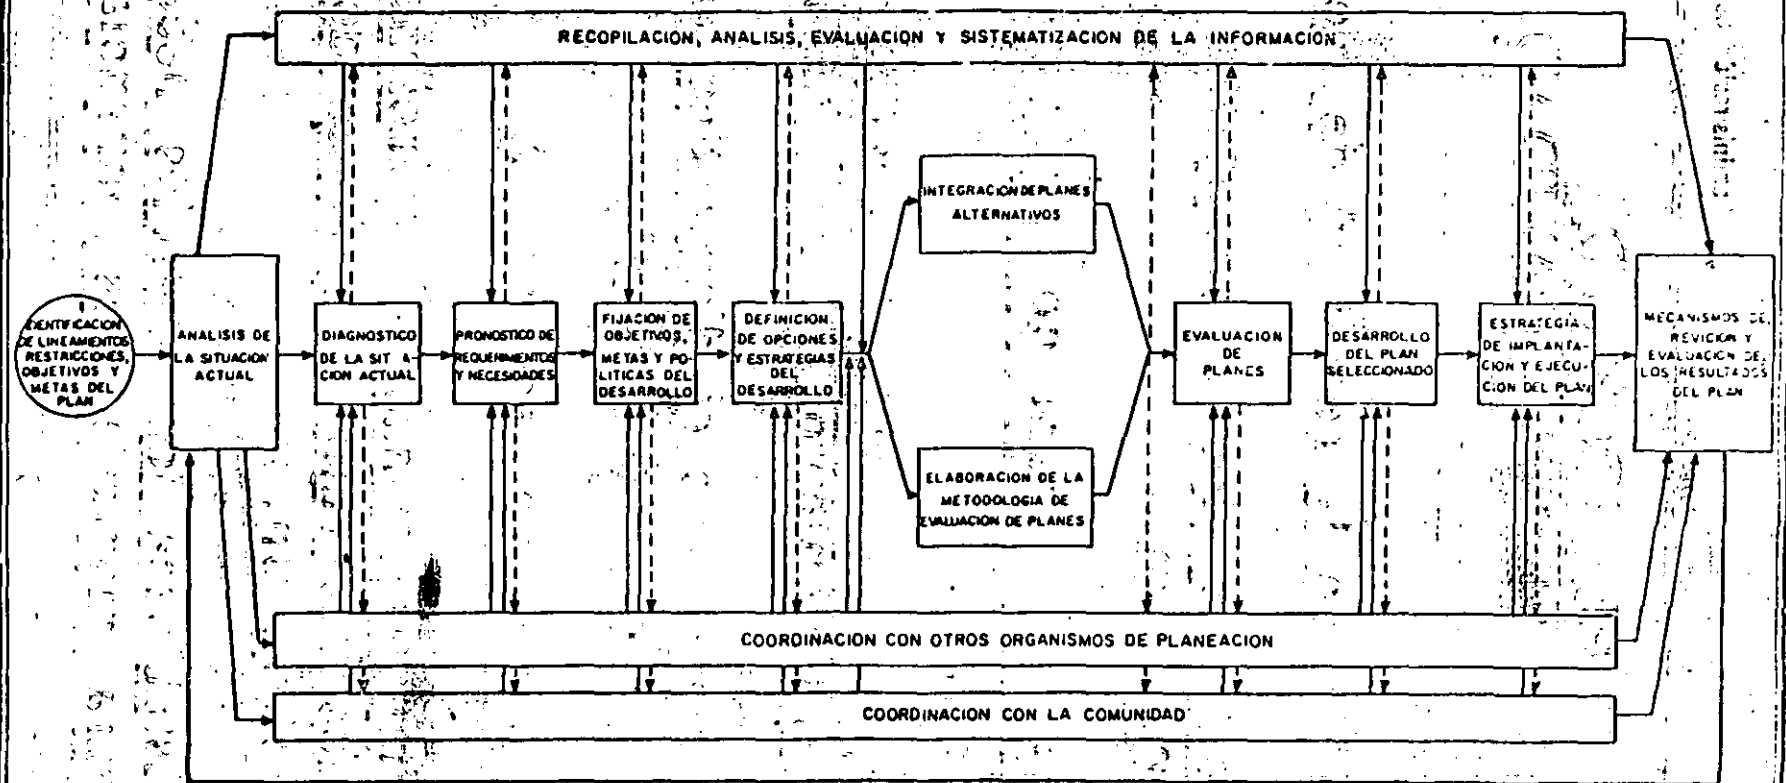 RECOPILACION, ANALISIS, EVALUACION Y SISTEMATIZACION DE LA INFORMACION
IDENTIFICACION
DE LINEAMIENTOS
RESTRICCIONES,
OBJETIVOS Y
METAS DEL
PLAN
ANALISIS DE
LA SITUACION
ACTUAL
DIAGNOSTICO
DE LA SIT A-
CION ACTUAL
PRONOSTICO DE
REQUERIMIENTOS
Y NECESIDADES
FIJACION DE
OBJETIVOS,
METAS Y PO-
LITICAS DEL
DESARROLLO
DEFINICION
DE OPCIONES
Y ESTRATEGIAS
DEL
DESARROLLO
INTEGRACION DE PLANES
ALTERNATIVOS
ELABORACION DE LA
METODOLOGIA DE
EVALUACION DE PLANES
EVALUACION
DE
PLANES
DESARROLLO
DEL PLAN
SELECCIONADO
ESTRATEGIA
DE IMPLANTA-
CION Y EJECU-
CION DEL PLAN
MECANISMOS DE
REVICION Y
EVALUACION DE
LOS RESULTADOS
DEL PLAN
COORDINACION CON OTROS ORGANISMOS DE PLANEACION
COORDINACION CON LA COMUNIDAD